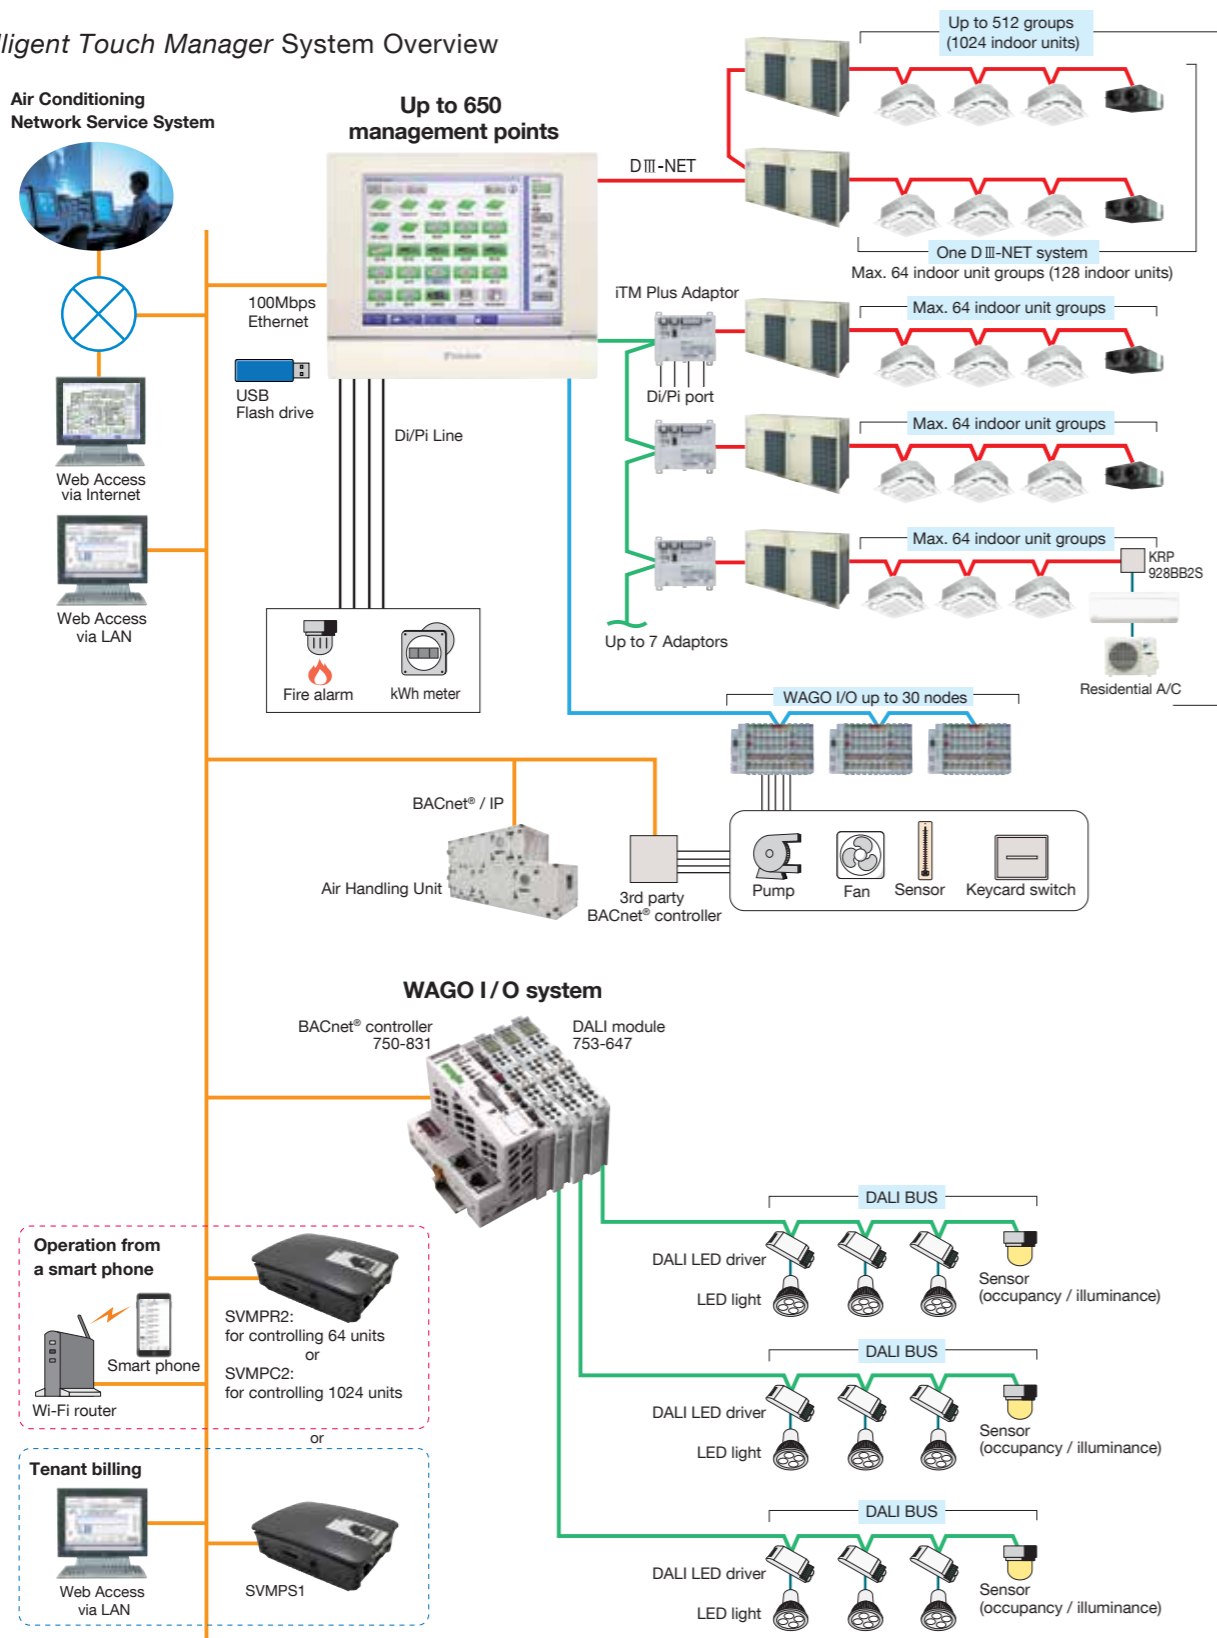 lligent Touch Manager System Overview
Up to 512 groups
(1024 indoor units)
Air Conditioning
Network Service System
Up to 650
management points
DⅢ-NET
One DⅢ-NET system
Max. 64 indoor unit groups (128 indoor units)
100Mbps
Ethernet
iTM Plus Adaptor
Max. 64 indoor unit groups
USB
Flash drive
Di/Pi port
Di/Pi Line
Max. 64 indoor unit groups
Web Access
via Internet
Max. 64 indoor unit groups
KRP
928BB2S
Web Access
via LAN
Up to 7 Adaptors
Fire alarm
kWh meter
Residential A/C
WAGO I/O up to 30 nodes
BACnet® / IP
Air Handling Unit
3rd party
BACnet® controller
Pump
Fan
Sensor
Keycard switch
WAGO I/O system
BACnet® controller
750-831
DALI module
753-647
DALI BUS
DALI LED driver
LED light
Sensor
(occupancy / illuminance)
Operation from
a smart phone
SVMPR2:
for controlling 64 units
or
SVMPC2:
for controlling 1024 units
Smart phone
Wi-Fi router
DALI BUS
DALI LED driver
LED light
Sensor
(occupancy / illuminance)
or
Tenant billing
Web Access
via LAN
SVMPS1
DALI BUS
DALI LED driver
LED light
Sensor
(occupancy / illuminance)